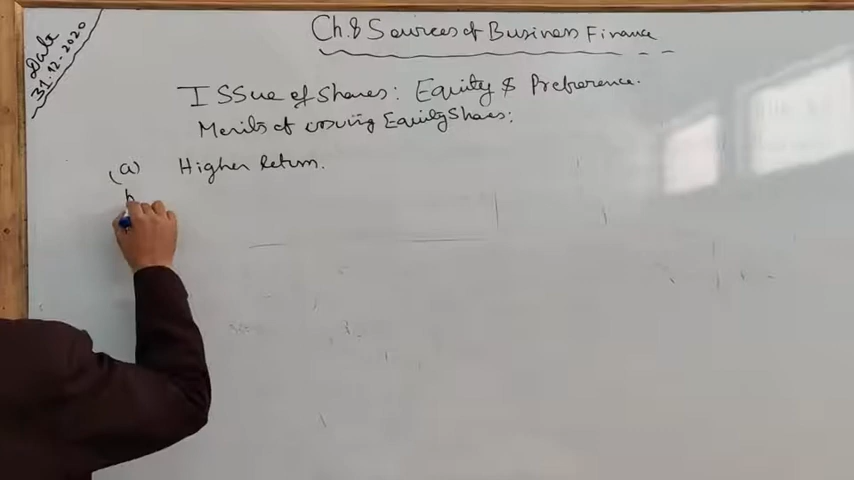 Date
31.12.2020
Ch.8 Sources of Business Finance
Issue of Shares: Equity & Preference.
Merits of issuing Equity Shares:
(a) Higher Return.
b